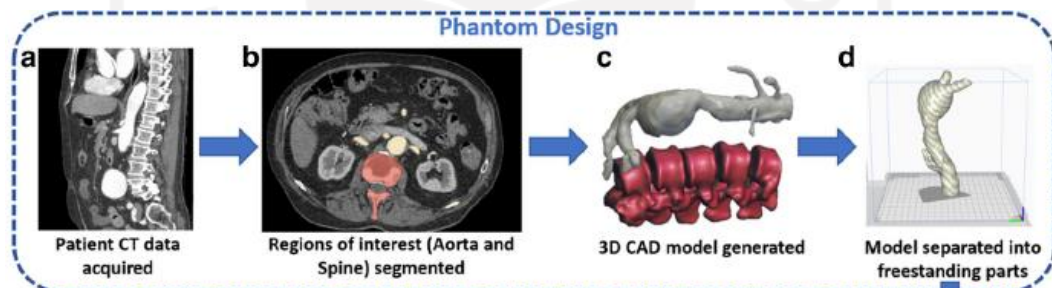 Phantom Design
a
b
c
d
Patient CT data
acquired
Regions of interest (Aorta and
Spine) segmented
3D CAD model generated
Model separated into
freestanding parts